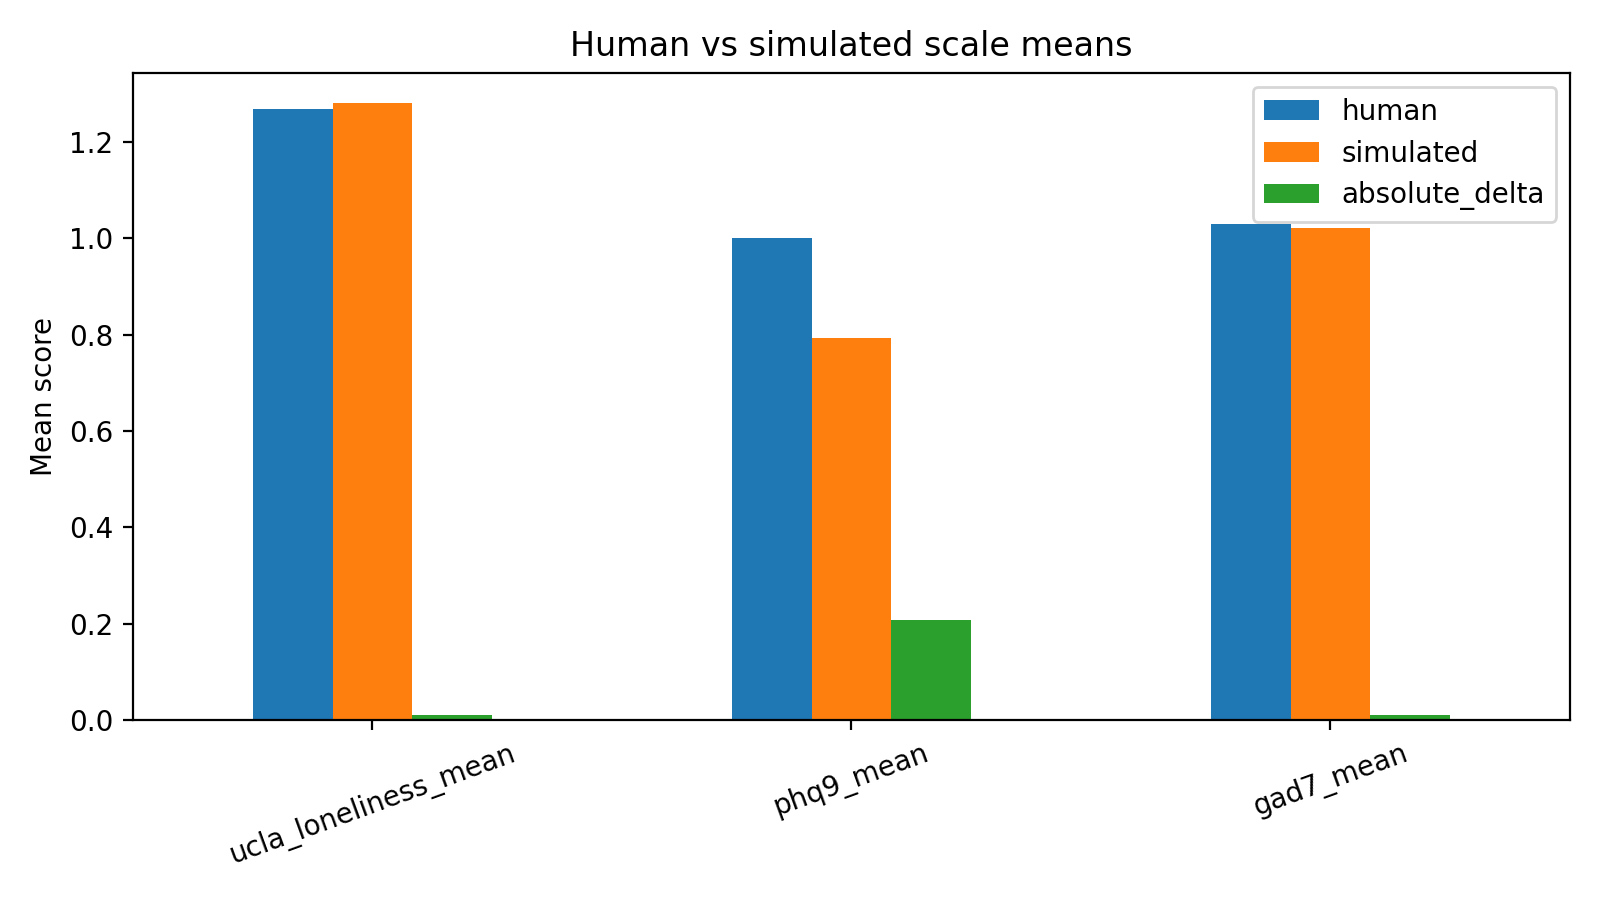 Human vs simulated scale means
human
simulated
absolute_delta
Mean score
1.2
1.0
0.8
0.6
0.4
0.2
0.0
ucla_loneliness_mean
phq9_mean
gad7_mean